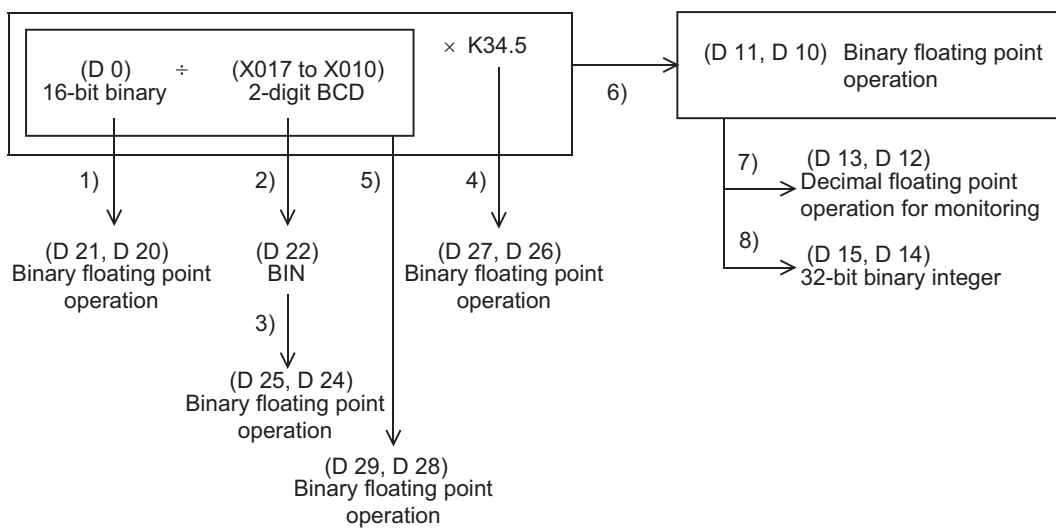 (D 0) ÷ (X017 to X010) × K34.5
16-bit binary 2-digit BCD
6)
(D 11, D 10) Binary floating point
operation
1)
2)
5)
4)
(D 21, D 20)
Binary floating point
operation
(D 22)
BIN
(D 27, D 26)
Binary floating point
operation
3)
(D 25, D 24)
Binary floating point
operation
(D 29, D 28)
Binary floating point
operation
7)
(D 13, D 12)
Decimal floating point
operation for monitoring
8)
(D 15, D 14)
32-bit binary integer